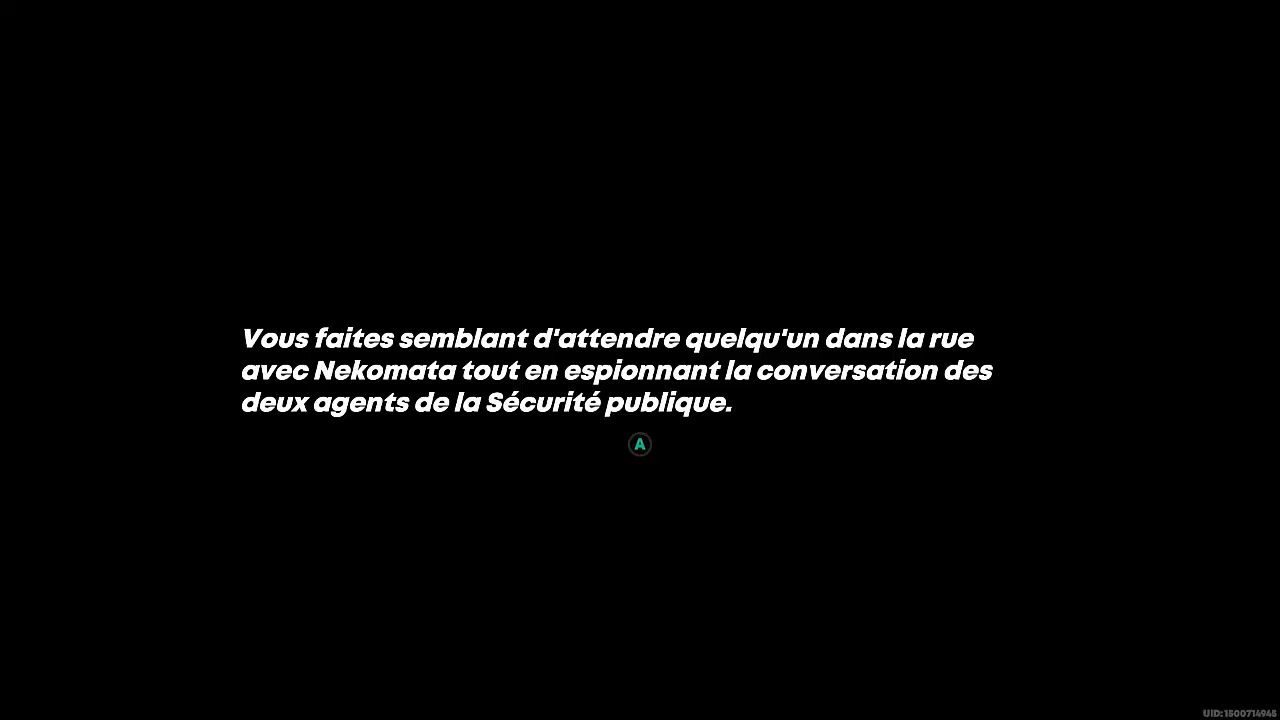 Vous faites semblant d'attendre quelqu'un dans la rue
avec Nekomata tout en espionnant la conversation des
deux agents de la Sécurité publique.
A
UID:1500714945